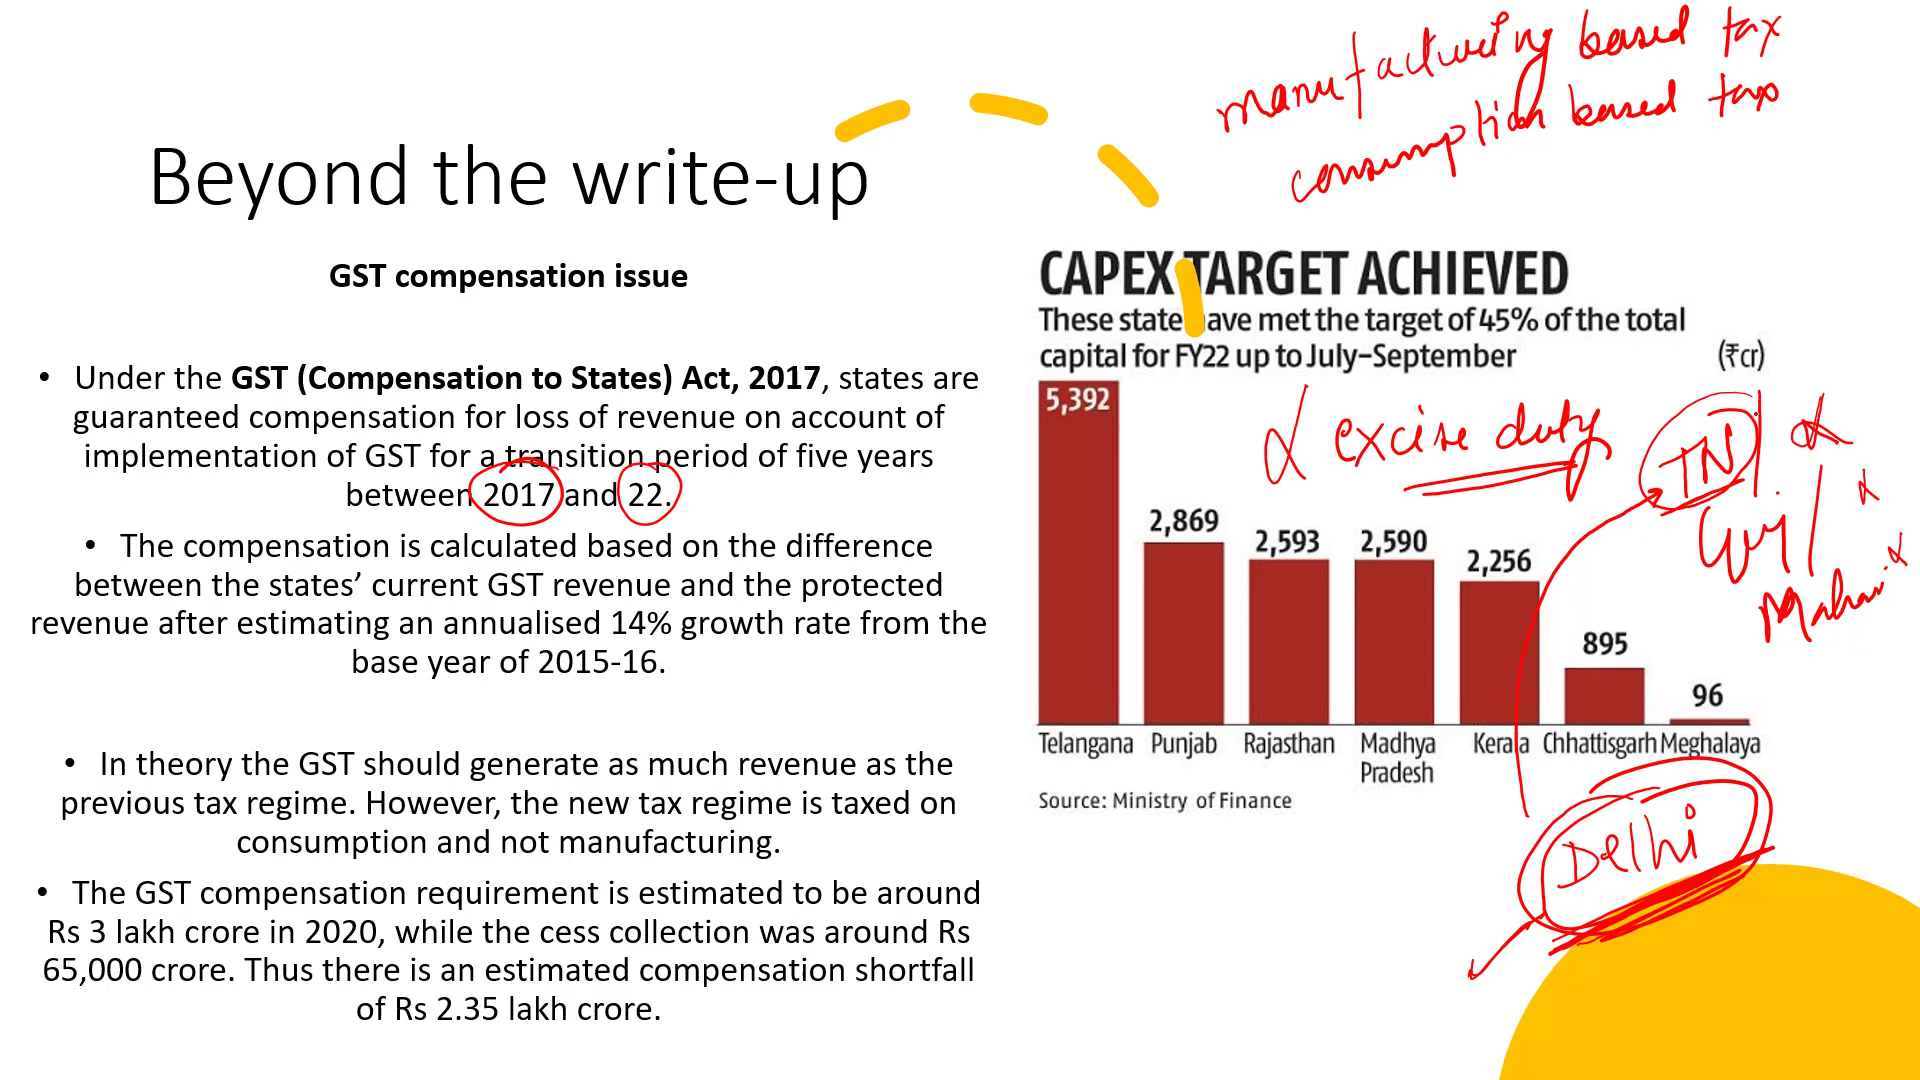 manufacturing based tax
consumption based tax
Beyond the write-up
GST compensation issue
• Under the GST (Compensation to States) Act, 2017, states are
guaranteed compensation for loss of revenue on account of
implementation of GST for a transition period of five years
between 2017 and 22.
• The compensation is calculated based on the difference
between the states’ current GST revenue and the protected
revenue after estimating an annualised 14% growth rate from the
base year of 2015-16.
• In theory the GST should generate as much revenue as the
previous tax regime. However, the new tax regime is taxed on
consumption and not manufacturing.
• The GST compensation requirement is estimated to be around
Rs 3 lakh crore in 2020, while the cess collection was around Rs
65,000 crore. Thus there is an estimated compensation shortfall
of Rs 2.35 lakh crore.
CAPEX TARGET ACHIEVED
These state have met the target of 45% of the total
capital for FY22 up to July–September
(₹cr)
5,392
2,869
2,593
2,590
2,256
895
96
Telangana Punjab Rajasthan Madhya Pradesh Kerala Chhattisgarh Meghalaya
Source: Ministry of Finance
excise duty
TN
Guj
Delhi